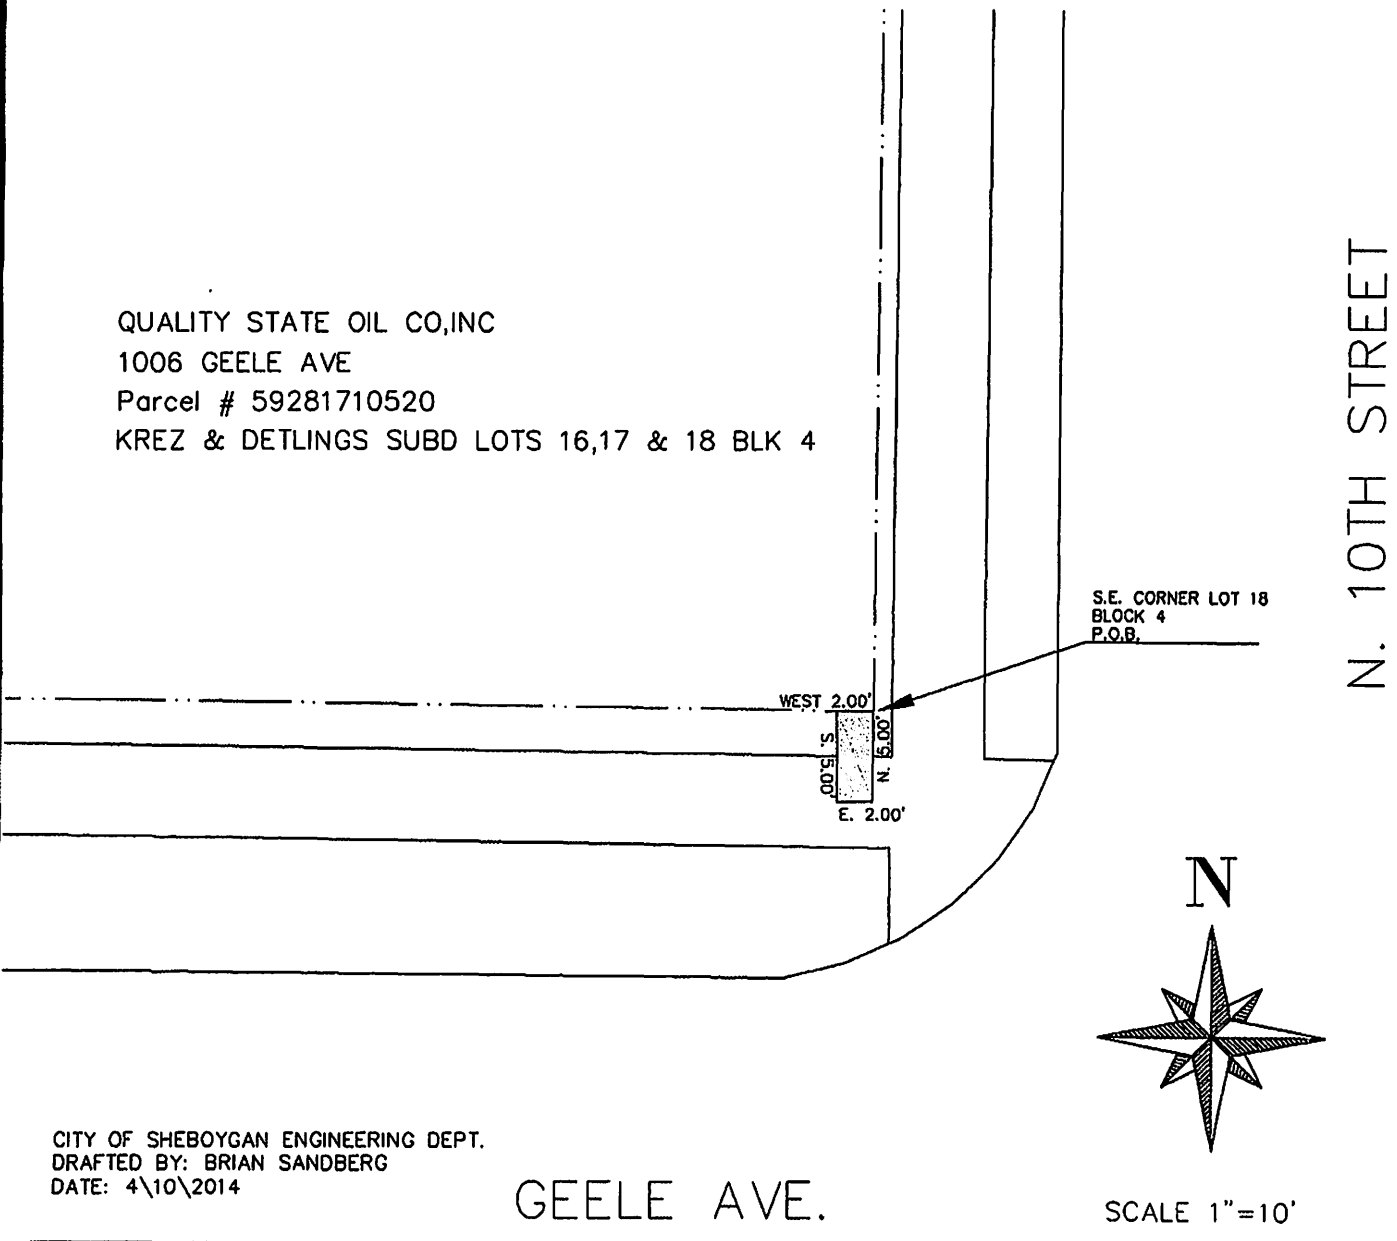 QUALITY STATE OIL CO,INC
1006 GEELE AVE
Parcel # 59281710520
KREZ & DETLINGS SUBD LOTS 16,17 & 18 BLK 4
N. 10TH STREET
S.E. CORNER LOT 18
BLOCK 4
P.O.B.
WEST 2.00'
S. 5.00'
N. 5.00'
E. 2.00'
N
CITY OF SHEBOYGAN ENGINEERING DEPT.
DRAFTED BY: BRIAN SANDBERG
DATE: 4\10\2014
GEELE AVE.
SCALE 1"=10'